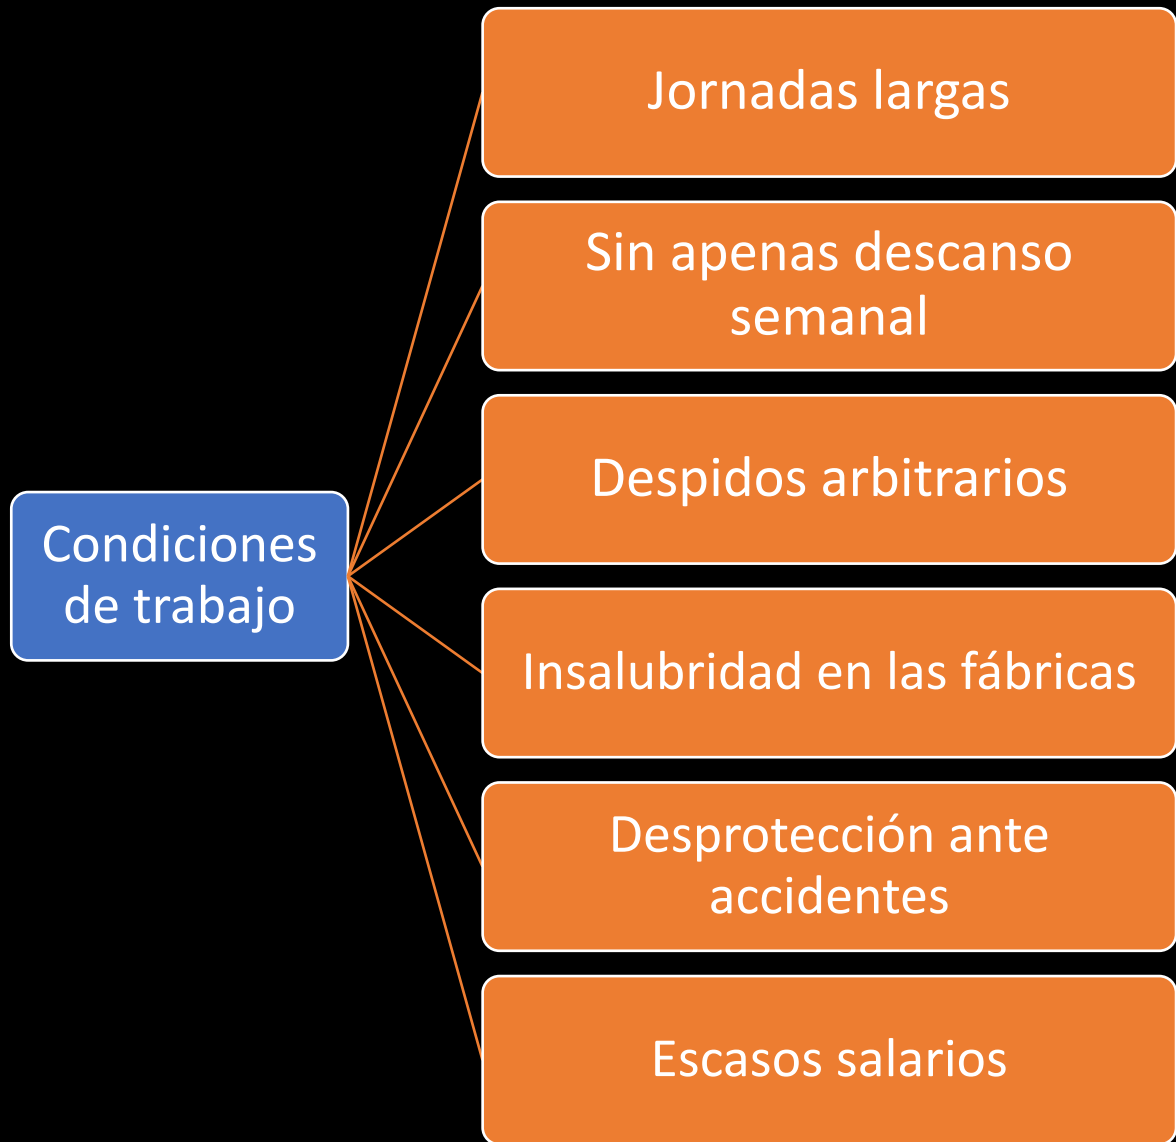 Condiciones
de trabajo
Jornadas largas
Sin apenas descanso
semanal
Despidos arbitrarios
Insalubridad en las fábricas
Desprotección ante
accidentes
Escasos salarios